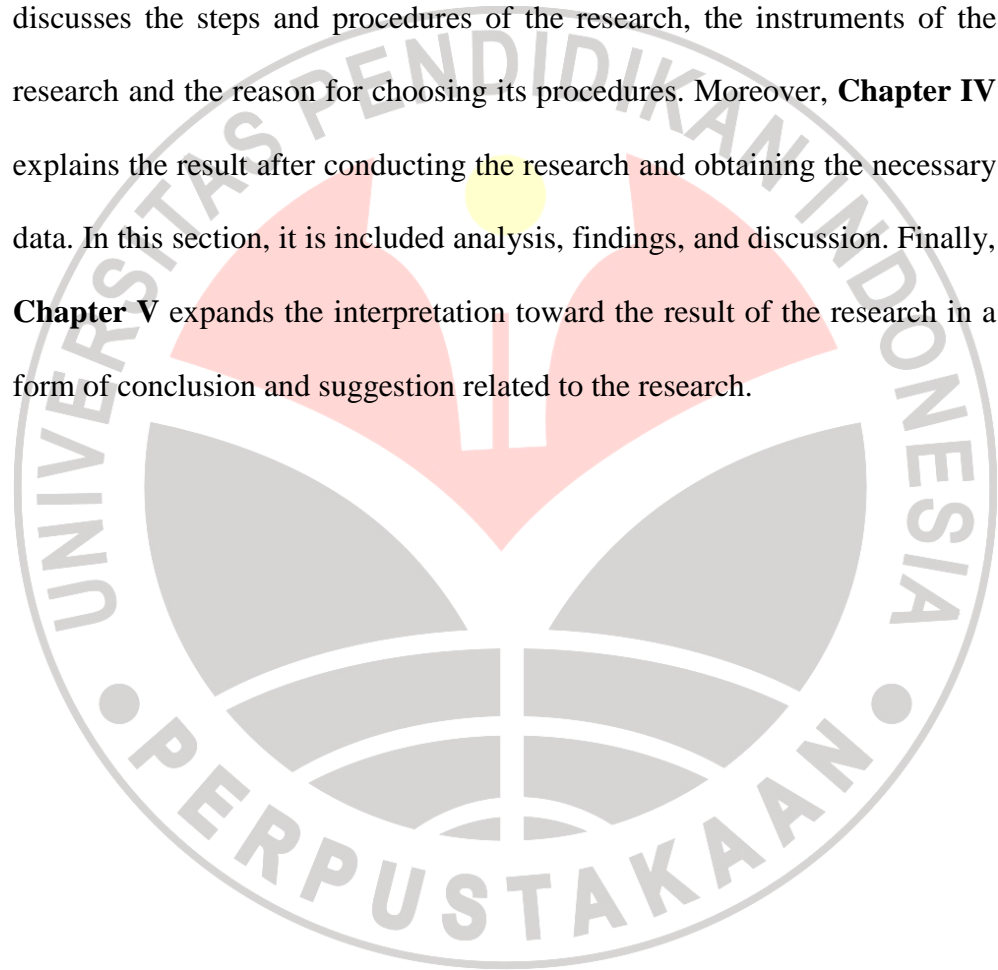 discusses the steps and procedures of the research, the instruments of the
research and the reason for choosing its procedures. Moreover, Chapter IV
explains the result after conducting the research and obtaining the necessary
data. In this section, it is included analysis, findings, and discussion. Finally,
Chapter V expands the interpretation toward the result of the research in a
form of conclusion and suggestion related to the research.
UNIVERSITAS PENDIDIKAN INDONESIA
PERPUSTAKAAN